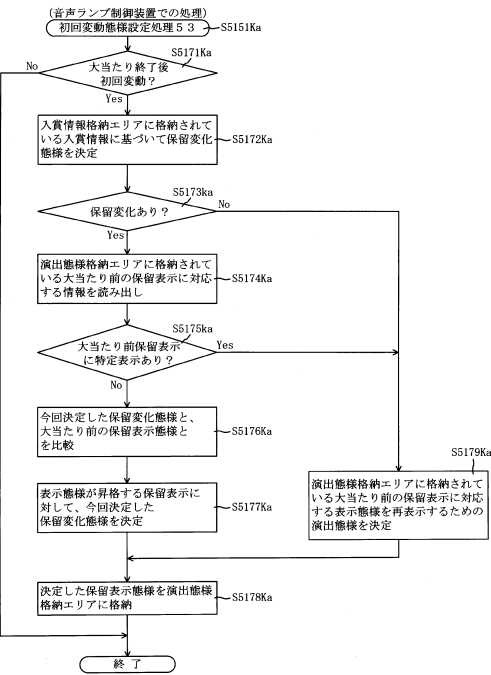 (音声ランプ制御装置での処理)
初回変動態様設定処理53
S5151Ka
S5171Ka
大当たり終了後
初回変動?
No
Yes
入賞情報格納エリアに格納されて
いる入賞情報に基づいて保留変化
態様を決定
S5172Ka
S5173ka
保留変化あり?
No
Yes
演出態様格納エリアに格納されて
いる大当たり前の保留表示に対応
する情報を読み出し
S5174Ka
S5175ka
大当たり前保留表示
に特定表示あり?
Yes
No
今回決定した保留変化態様と、
大当たり前の保留表示態様と
を比較
S5176Ka
S5179Ka
演出態様格納エリアに格納されて
いる大当たり前の保留表示に対応
する表示態様を再表示するための
演出態様を決定
表示態様が昇格する保留表示に
対して、今回決定した
保留変化態様を決定
S5177Ka
決定した保留表示態様を演出態様
格納エリアに格納
S5178Ka
終了